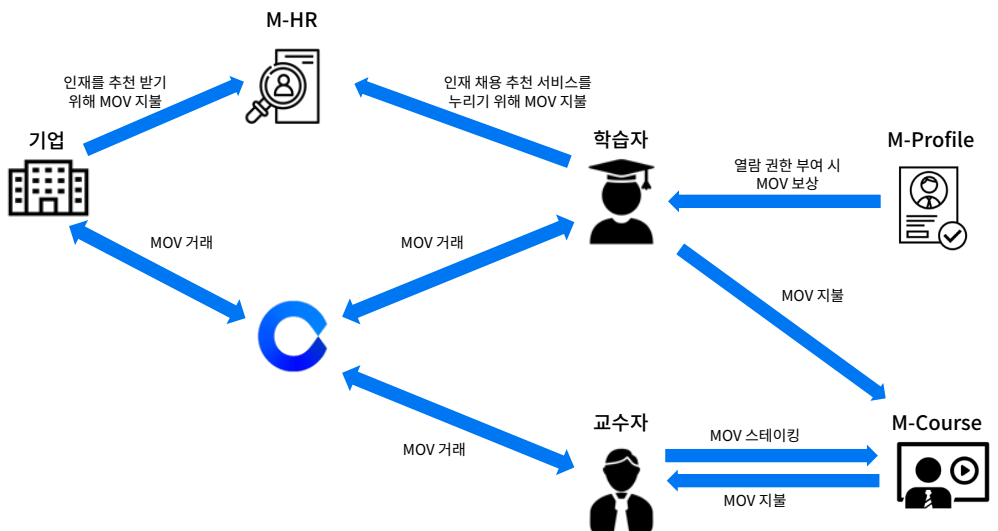 M-HR
인재를 추천 받기
위해 MOV 지불
인재 채용 추천 서비스를
누리기 위해 MOV 지불
기업
학습자
M-Profile
열람 권한 부여 시
MOV 보상
MOV 거래
MOV 거래
MOV 지불
MOV 거래
교수자
M-Course
MOV 스테이킹
MOV 지불